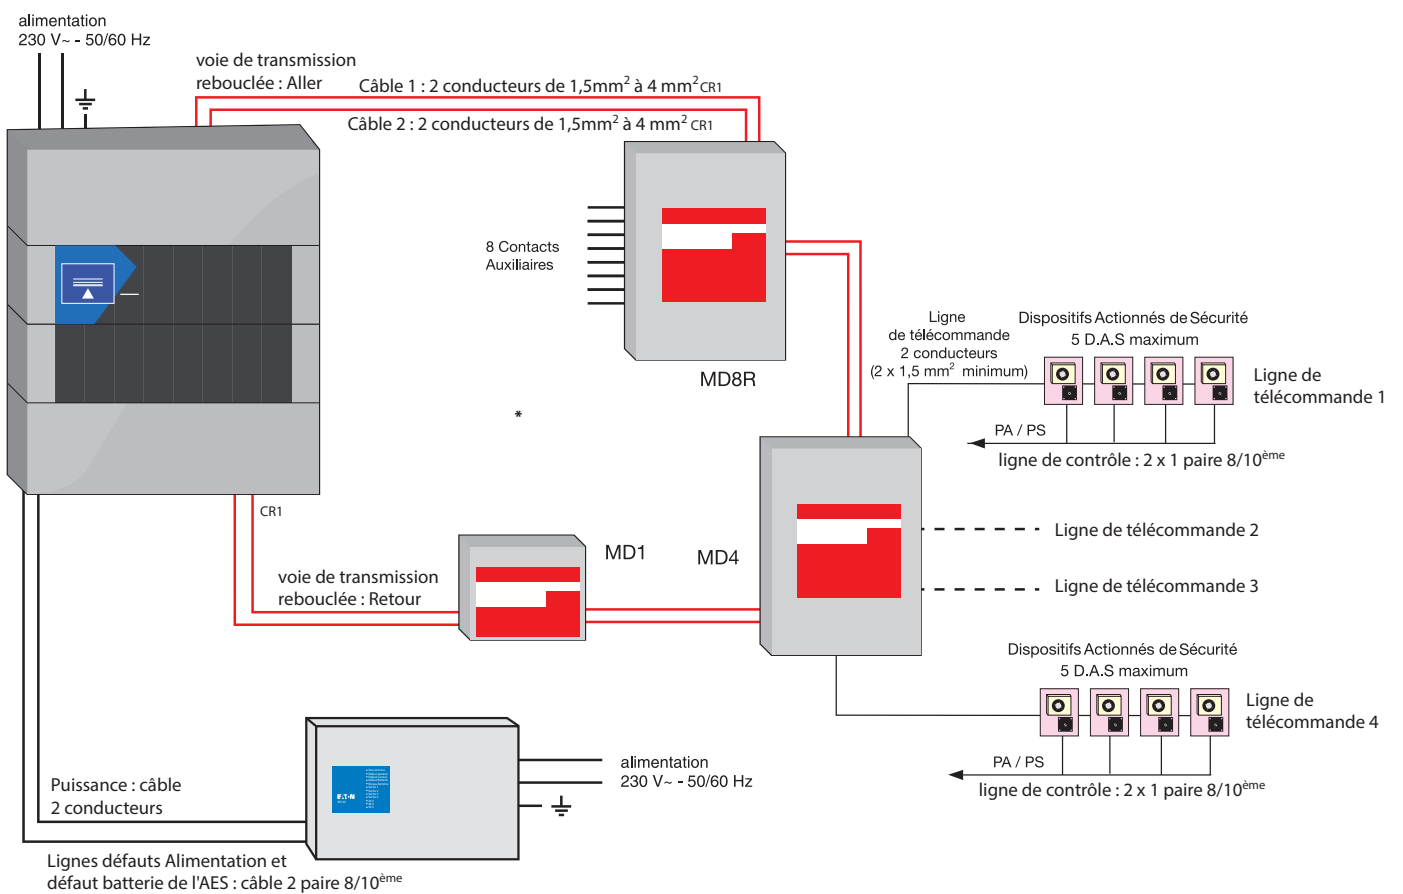 alimentation
230 V~ - 50/60 Hz
voie de transmission
rebouclée : Aller
Câble 1 : 2 conducteurs de 1,5mm² à 4 mm² CR1
Câble 2 : 2 conducteurs de 1,5mm² à 4 mm² CR1
8 Contacts
Auxiliaires
MD8R
Ligne
de télécommande
2 conducteurs
(2 x 1,5 mm² minimum)
Dispositifs Actionnés de Sécurité
5 D.A.S maximum
Ligne de
télécommande 1
PA / PS
ligne de contrôle : 2 x 1 paire 8/10ème
*
CR1
MD1
MD4
Ligne de télécommande 2
Ligne de télécommande 3
voie de transmission
rebouclée : Retour
Dispositifs Actionnés de Sécurité
5 D.A.S maximum
Ligne de
télécommande 4
PA / PS
ligne de contrôle : 2 x 1 paire 8/10ème
alimentation
230 V~ - 50/60 Hz
Puissance : câble
2 conducteurs
EATON
Lignes défauts Alimentation et
défaut batterie de l'AES : câble 2 paire 8/10ème